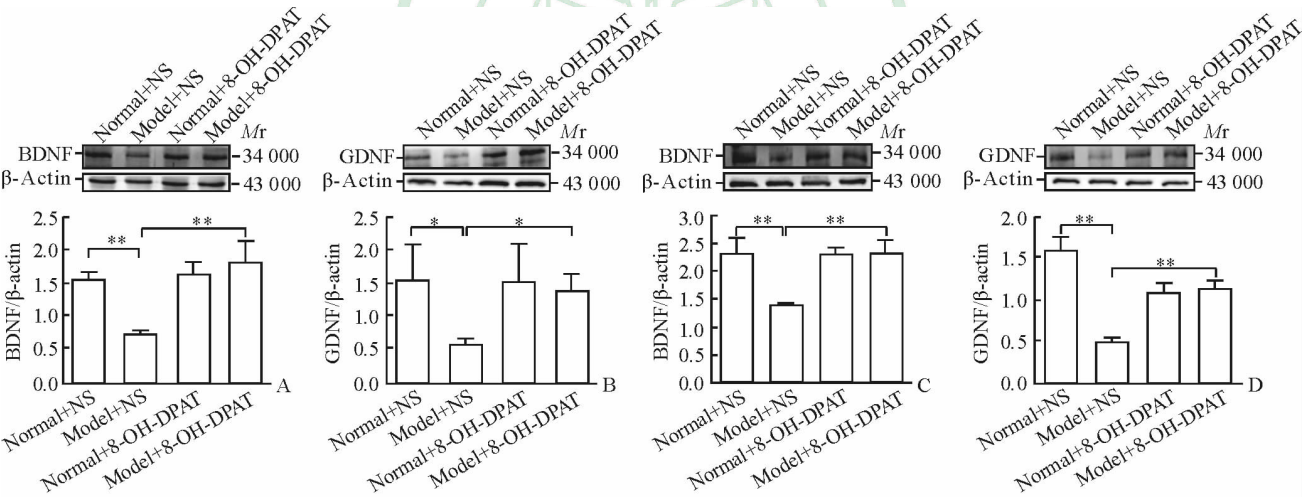 Normal+NS
Model+NS
Normal+8-OH-DPAT
Model+8-OH-DPAT
Mr
BDNF
34 000
β-Actin
43 000
BDNF/β-actin
2.5
2.0
1.5
1.0
0.5
0.0
**
**
A
Normal+NS
Model+NS
Normal+8-OH-DPAT
Model+8-OH-DPAT
Normal+NS
Model+NS
Normal+8-OH-DPAT
Model+8-OH-DPAT
Mr
GDNF
34 000
β-Actin
43 000
GDNF/β-actin
2.5
2.0
1.5
1.0
0.5
0.0
*
*
B
Normal+NS
Model+NS
Normal+8-OH-DPAT
Model+8-OH-DPAT
Normal+NS
Model+NS
Normal+8-OH-DPAT
Model+8-OH-DPAT
Mr
BDNF
34 000
β-Actin
43 000
BDNF/β-actin
3.0
2.5
2.0
1.5
1.0
0.5
0.0
**
**
C
Normal+NS
Model+NS
Normal+8-OH-DPAT
Model+8-OH-DPAT
Normal+NS
Model+NS
Normal+8-OH-DPAT
Model+8-OH-DPAT
Mr
GDNF
34 000
β-Actin
43 000
GDNF/β-actin
2.0
1.5
1.0
0.5
0.0
**
**
D
Normal+NS
Model+NS
Normal+8-OH-DPAT
Model+8-OH-DPAT